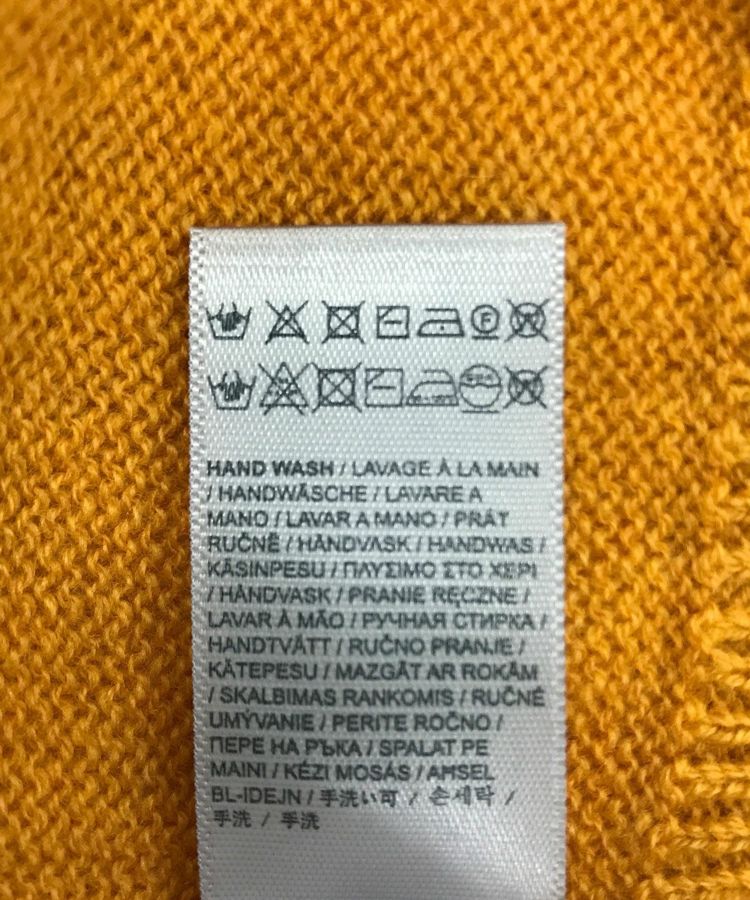 F
HAND WASH / LAVAGE À LA MAIN
/ HANDWÄSCHE / LAVARE A
MANO / LAVAR A MANO / PRÁT
RUČNĚ / HÅNDVASK / HANDWAS /
KÄSINPESU / ΠΛΥΣΙΜΟ ΣΤΟ ΧΕΡΙ
/ HÅNDVASK / PRANIE RĘCZNE /
LAVAR À MÃO / РУЧНАЯ СТИРКА /
HANDTVÄTT / RUČNO PRANJE /
KÄTEPESU / MAZGĀT AR ROKĀM
/ SKALBIMAS RANKOMIS / RUČNÉ
UMÝVANIE / PERITE ROČNO /
ПЕРЕ НА РЪКА / SPALAT PE
MAINI / KÉZI MOSÁS / AĦSEL
BL-IDEJN / 手洗い可 / 손세탁 /
手洗 / 手洗